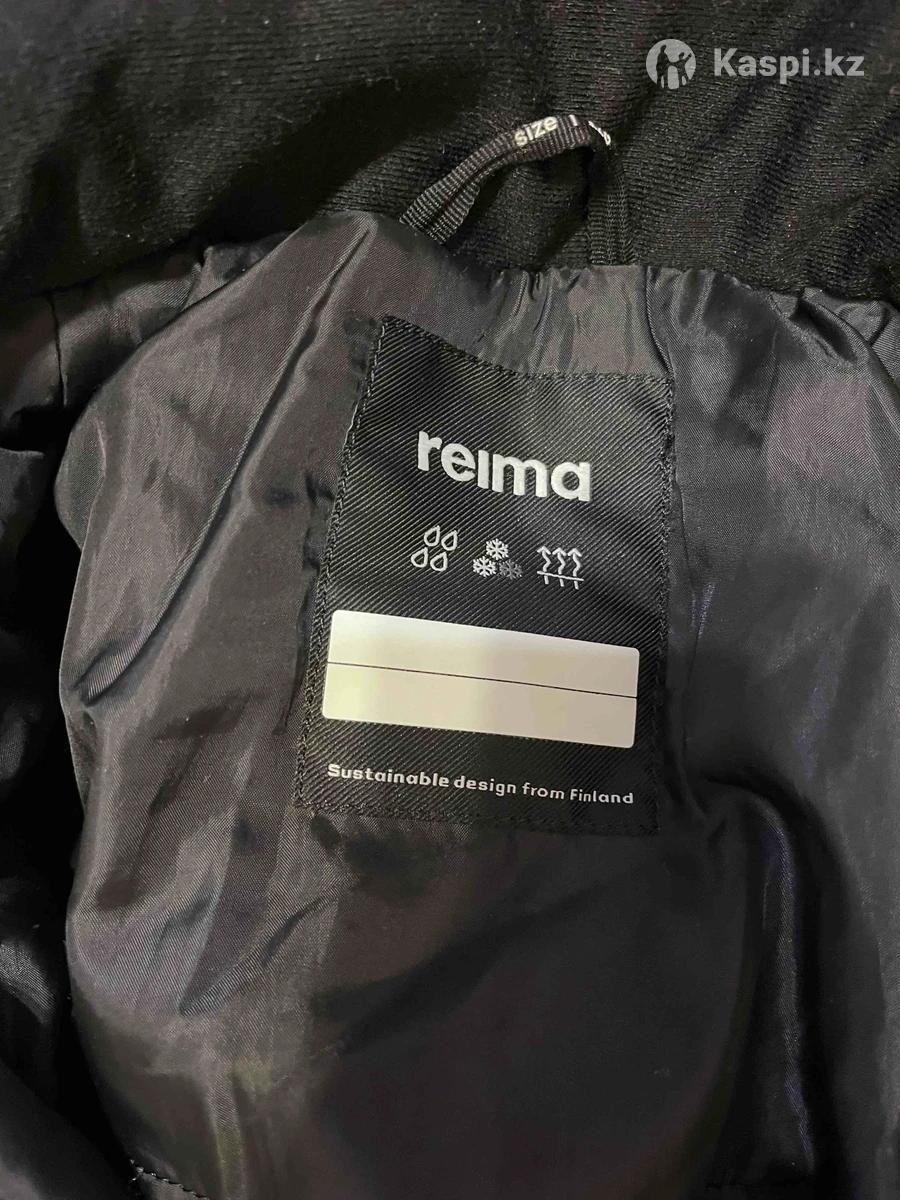 Kaspi.kz
size
reima
Sustainable design from Finland